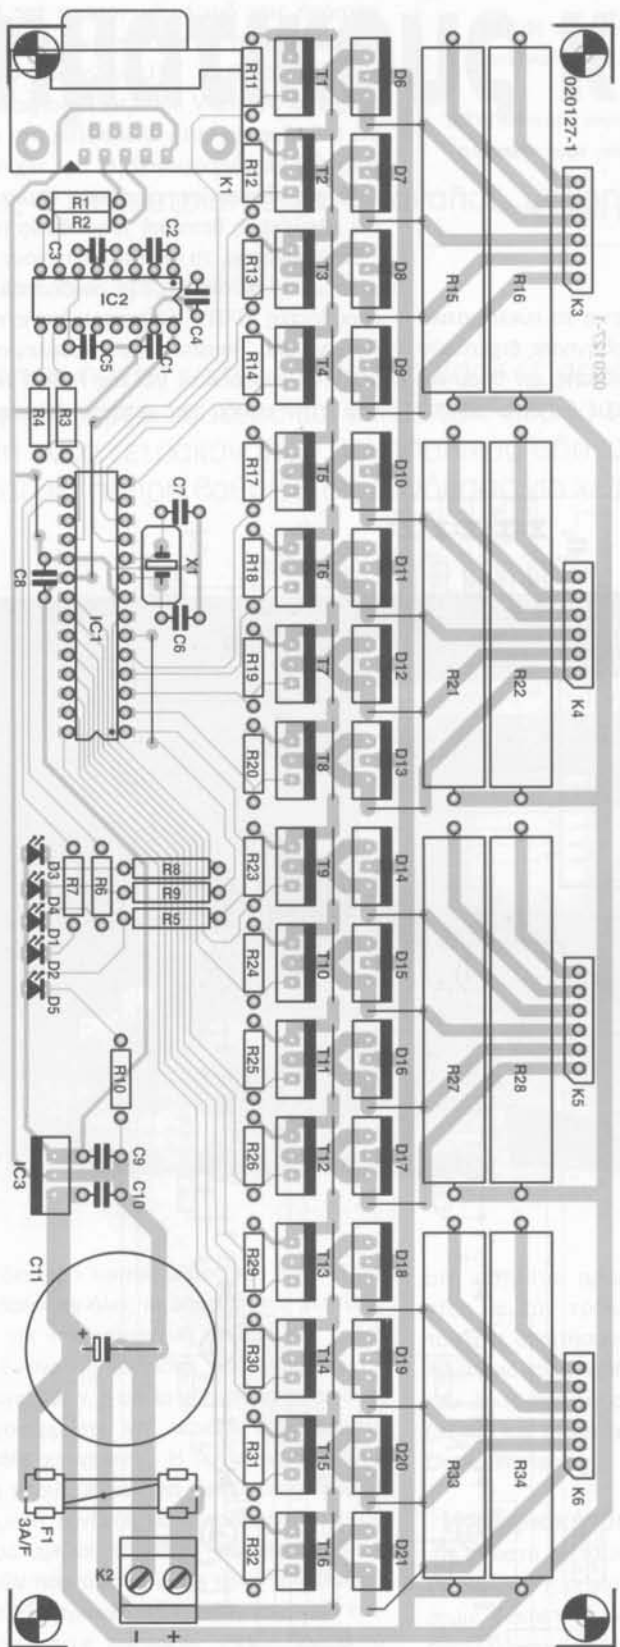 020127-1
K1
R11
T1
D6
R12
T2
D7
R13
T3
D8
R14
T4
D9
R15
R16
K3
020127-1
R1
R2
C3
C2
IC2
C4
C5
C1
R4
R3
C7
X1
C6
C8
IC1
R17
T5
D10
R18
T6
D11
R19
T7
D12
R20
T8
D13
R21
R22
K4
D3
D4
D1
D2
D5
R7
R6
R8
R9
R5
R10
R23
T9
D14
R24
T10
D15
R25
T11
D16
R26
T12
D17
R27
R28
K5
IC3
C9
C10
C11
+
R29
T13
D18
R30
T14
D19
R31
T15
D20
R32
T16
D21
R33
R34
K6
F1
3A/F
K2
- +